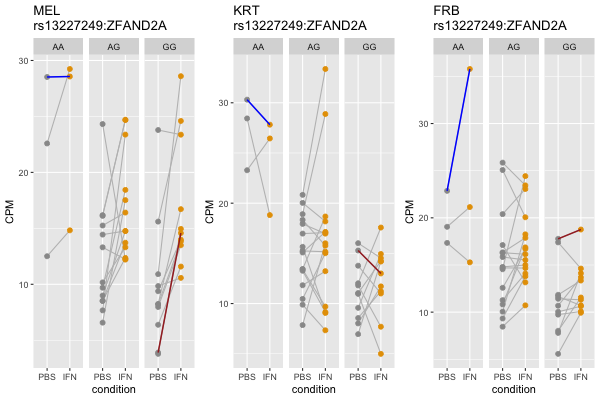 MEL
rs13227249:ZFAND2A
AA AG GG
CPM
30
20
10
PBS IFN PBS IFN PBS IFN
condition
KRT
rs13227249:ZFAND2A
AA AG GG
CPM
30
20
10
PBS IFN PBS IFN PBS IFN
condition
FRB
rs13227249:ZFAND2A
AA AG GG
CPM
30
20
10
PBS IFN PBS IFN PBS IFN
condition